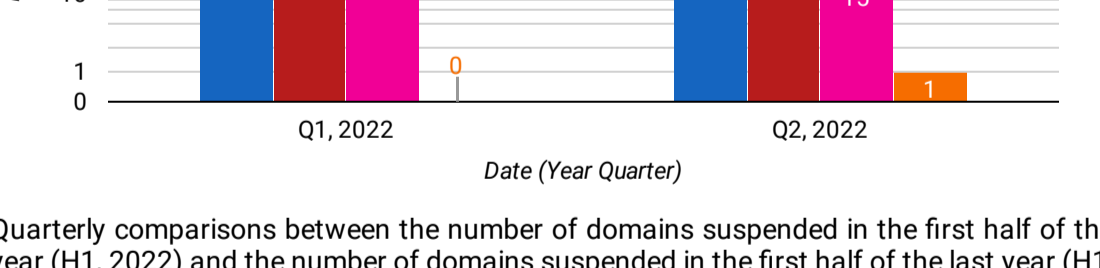 1
0
0
1
Q1, 2022
Q2, 2022
Date (Year Quarter)
Quarterly comparisons between the number of domains suspended in the first half of th
year (H1, 2022) and the number of domains suspended in the first half of the last year (H1